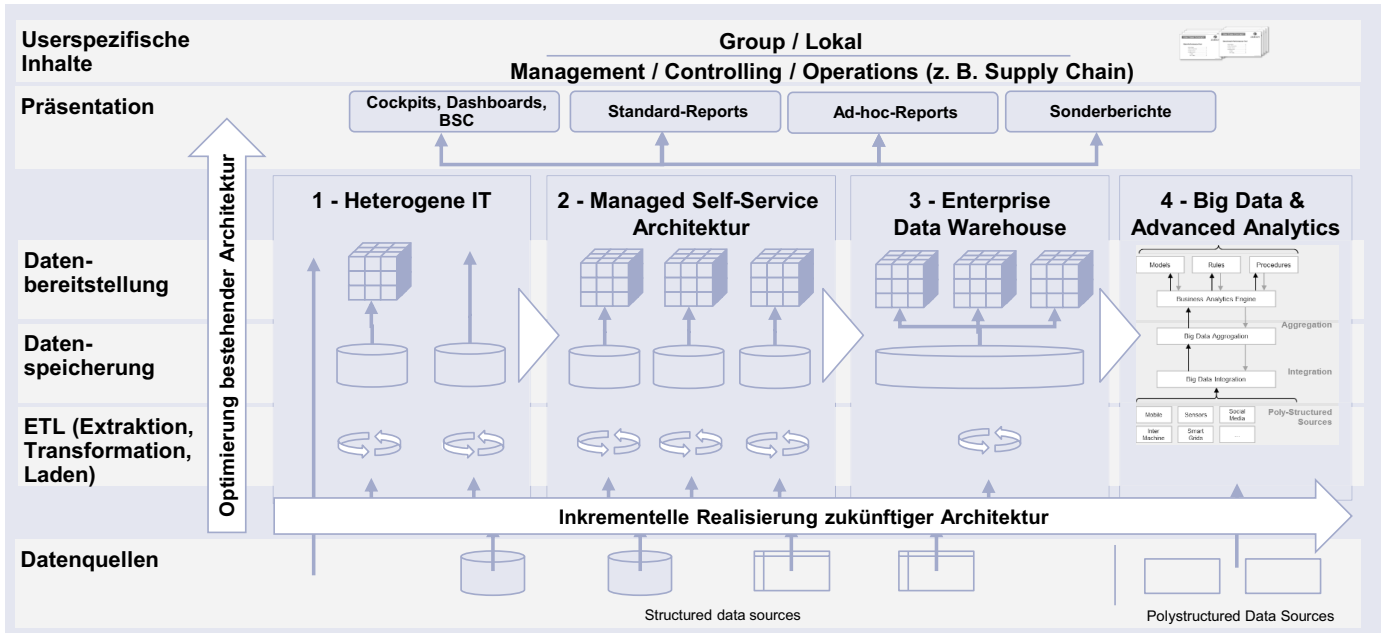 Userspezifische
Inhalte
Group / Lokal
Management / Controlling / Operations (z. B. Supply Chain)
Präsentation
Cockpits, Dashboards,
BSC
Standard-Reports
Ad-hoc-Reports
Sonderberichte
Optimierung bestehender Architektur
1 - Heterogene IT
2 - Managed Self-Service
Architektur
3 - Enterprise
Data Warehouse
4 - Big Data &
Advanced Analytics
Daten-
bereitstellung
Models
Rules
Procedures
Business Analytics Engine
Aggregation
Daten-
speicherung
Big Data Aggregation
Integration
Big Data Integration
ETL (Extraktion,
Transformation,
Laden)
Poly-Structured
Sources
Mobile
Sensors
Social
Media
Inter
Machine
Smart
Grids
...
Inkrementelle Realisierung zukünftiger Architektur
Datenquellen
Structured data sources
Polystructured Data Sources